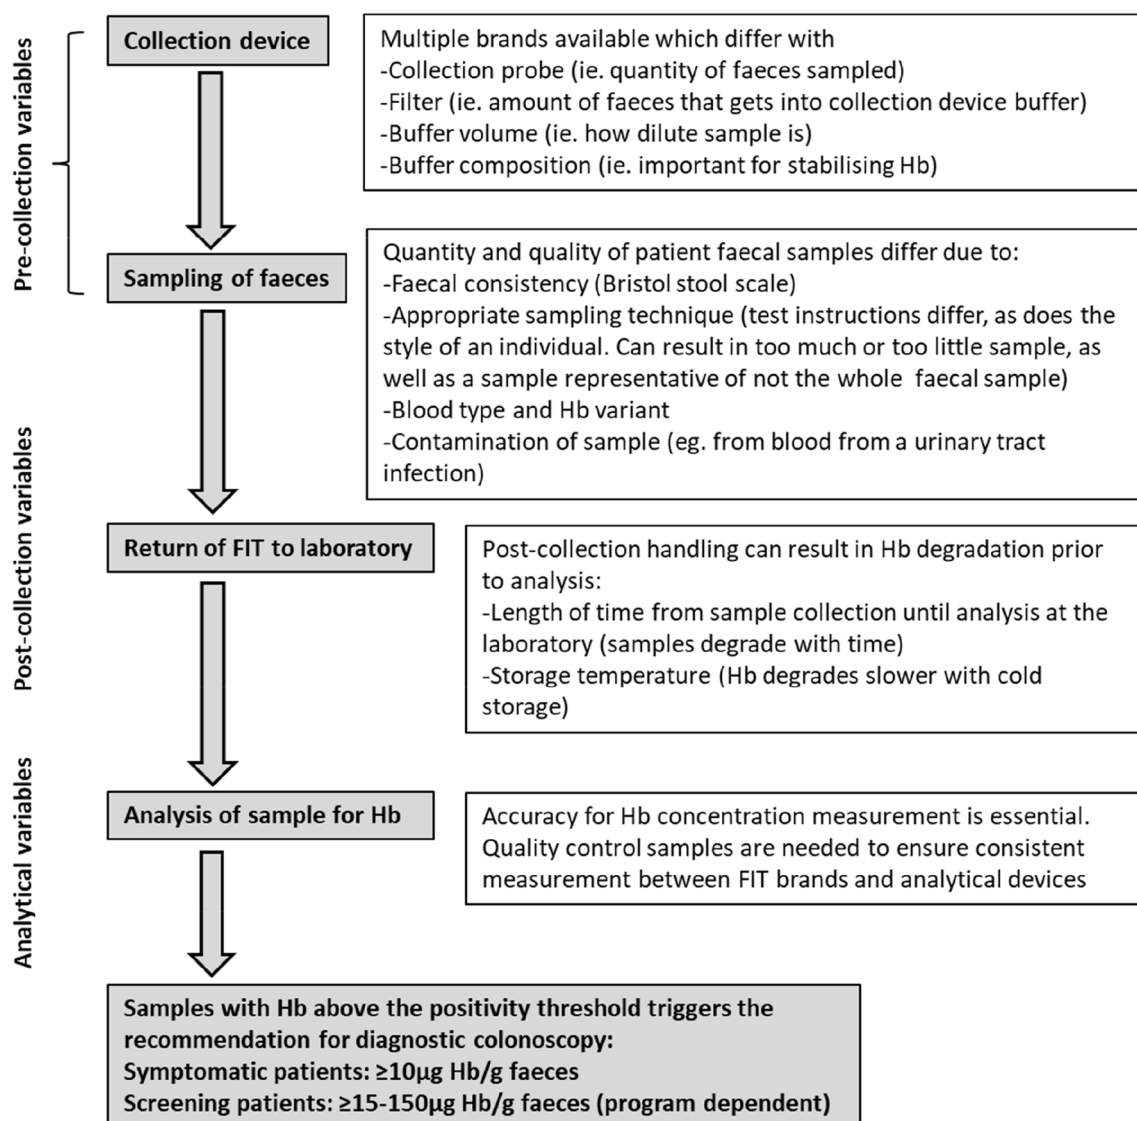 Pre-collection variables
Collection device
Multiple brands available which differ with
-Collection probe (ie. quantity of faeces sampled)
-Filter (ie. amount of faeces that gets into collection device buffer)
-Buffer volume (ie. how dilute sample is)
-Buffer composition (ie. important for stabilising Hb)
Sampling of faeces
Quantity and quality of patient faecal samples differ due to:
-Faecal consistency (Bristol stool scale)
-Appropriate sampling technique (test instructions differ, as does the
style of an individual. Can result in too much or too little sample, as
well as a sample representative of not the whole faecal sample)
-Blood type and Hb variant
-Contamination of sample (eg. from blood from a urinary tract
infection)
Post-collection variables
Return of FIT to laboratory
Post-collection handling can result in Hb degradation prior
to analysis:
-Length of time from sample collection until analysis at the
laboratory (samples degrade with time)
-Storage temperature (Hb degrades slower with cold
storage)
Analytical variables
Analysis of sample for Hb
Accuracy for Hb concentration measurement is essential.
Quality control samples are needed to ensure consistent
measurement between FIT brands and analytical devices
Samples with Hb above the positivity threshold triggers the
recommendation for diagnostic colonoscopy:
Symptomatic patients: ≥10µg Hb/g faeces
Screening patients: ≥15-150µg Hb/g faeces (program dependent)